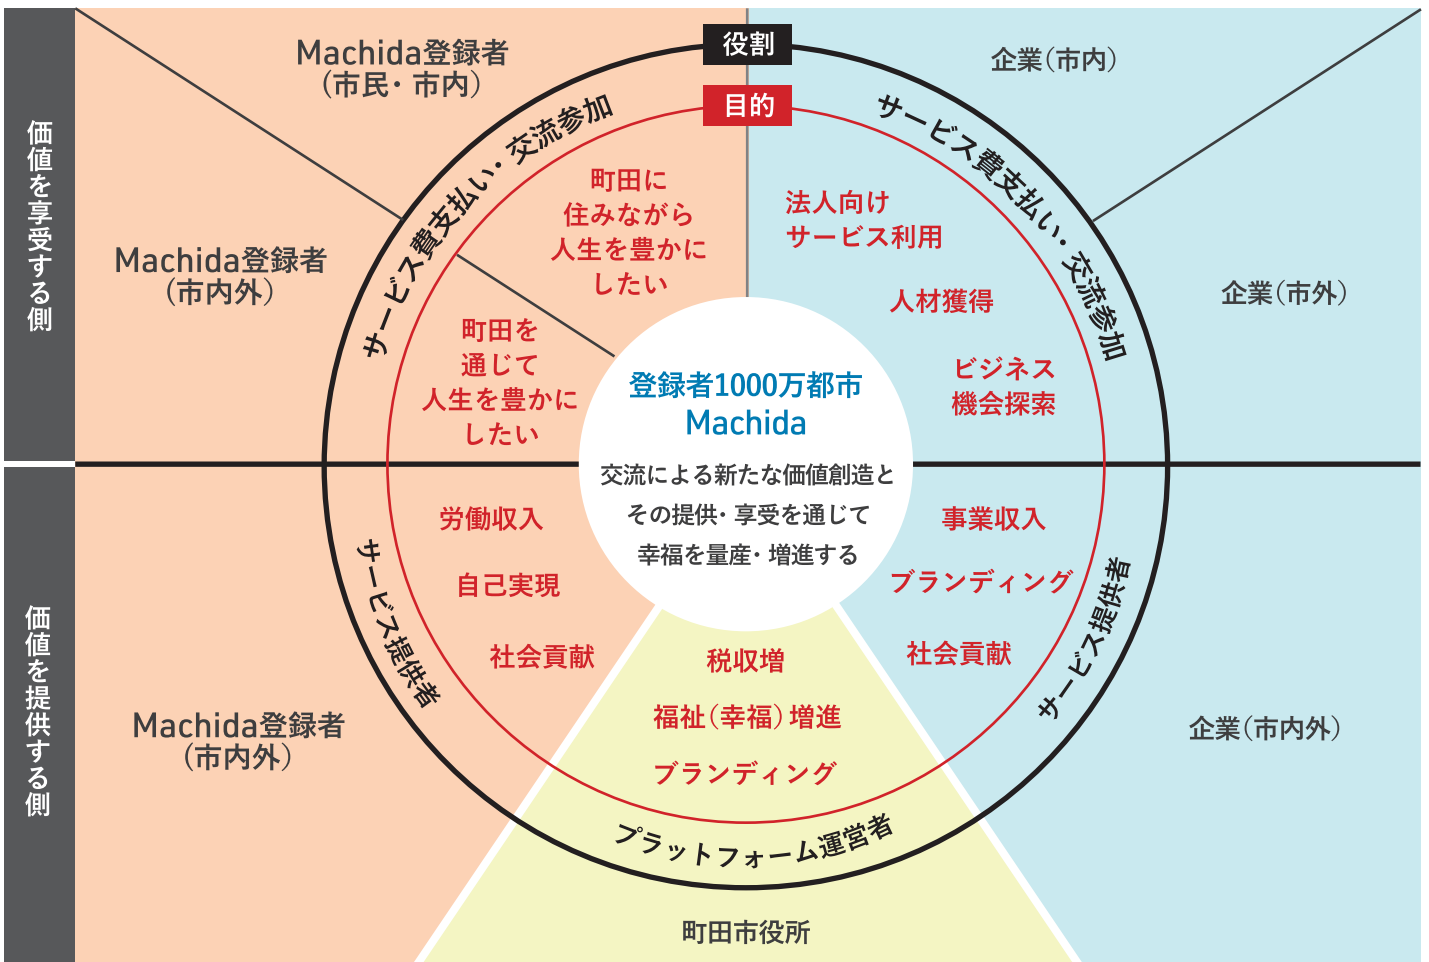 役割
目的
価値を享受する側
Machida登録者
（市民・市内）
Machida登録者
（市内外）
企業（市内）
企業（市外）
サービス費支払い・交流参加
サービス費支払い・交流参加
町田に
住みながら
人生を豊かに
したい
町田を
通じて
人生を豊かに
したい
法人向け
サービス利用
人材獲得
ビジネス
機会探索
登録者1000万都市
Machida
交流による新たな価値創造と
その提供・享受を通じて
幸福を量産・増進する
価値を提供する側
Machida登録者
（市内外）
サービス提供者
労働収入
自己実現
社会貢献
税収増
福祉（幸福）増進
ブランディング
プラットフォーム運営者
町田市役所
事業収入
ブランディング
社会貢献
サービス提供者
企業（市内外）